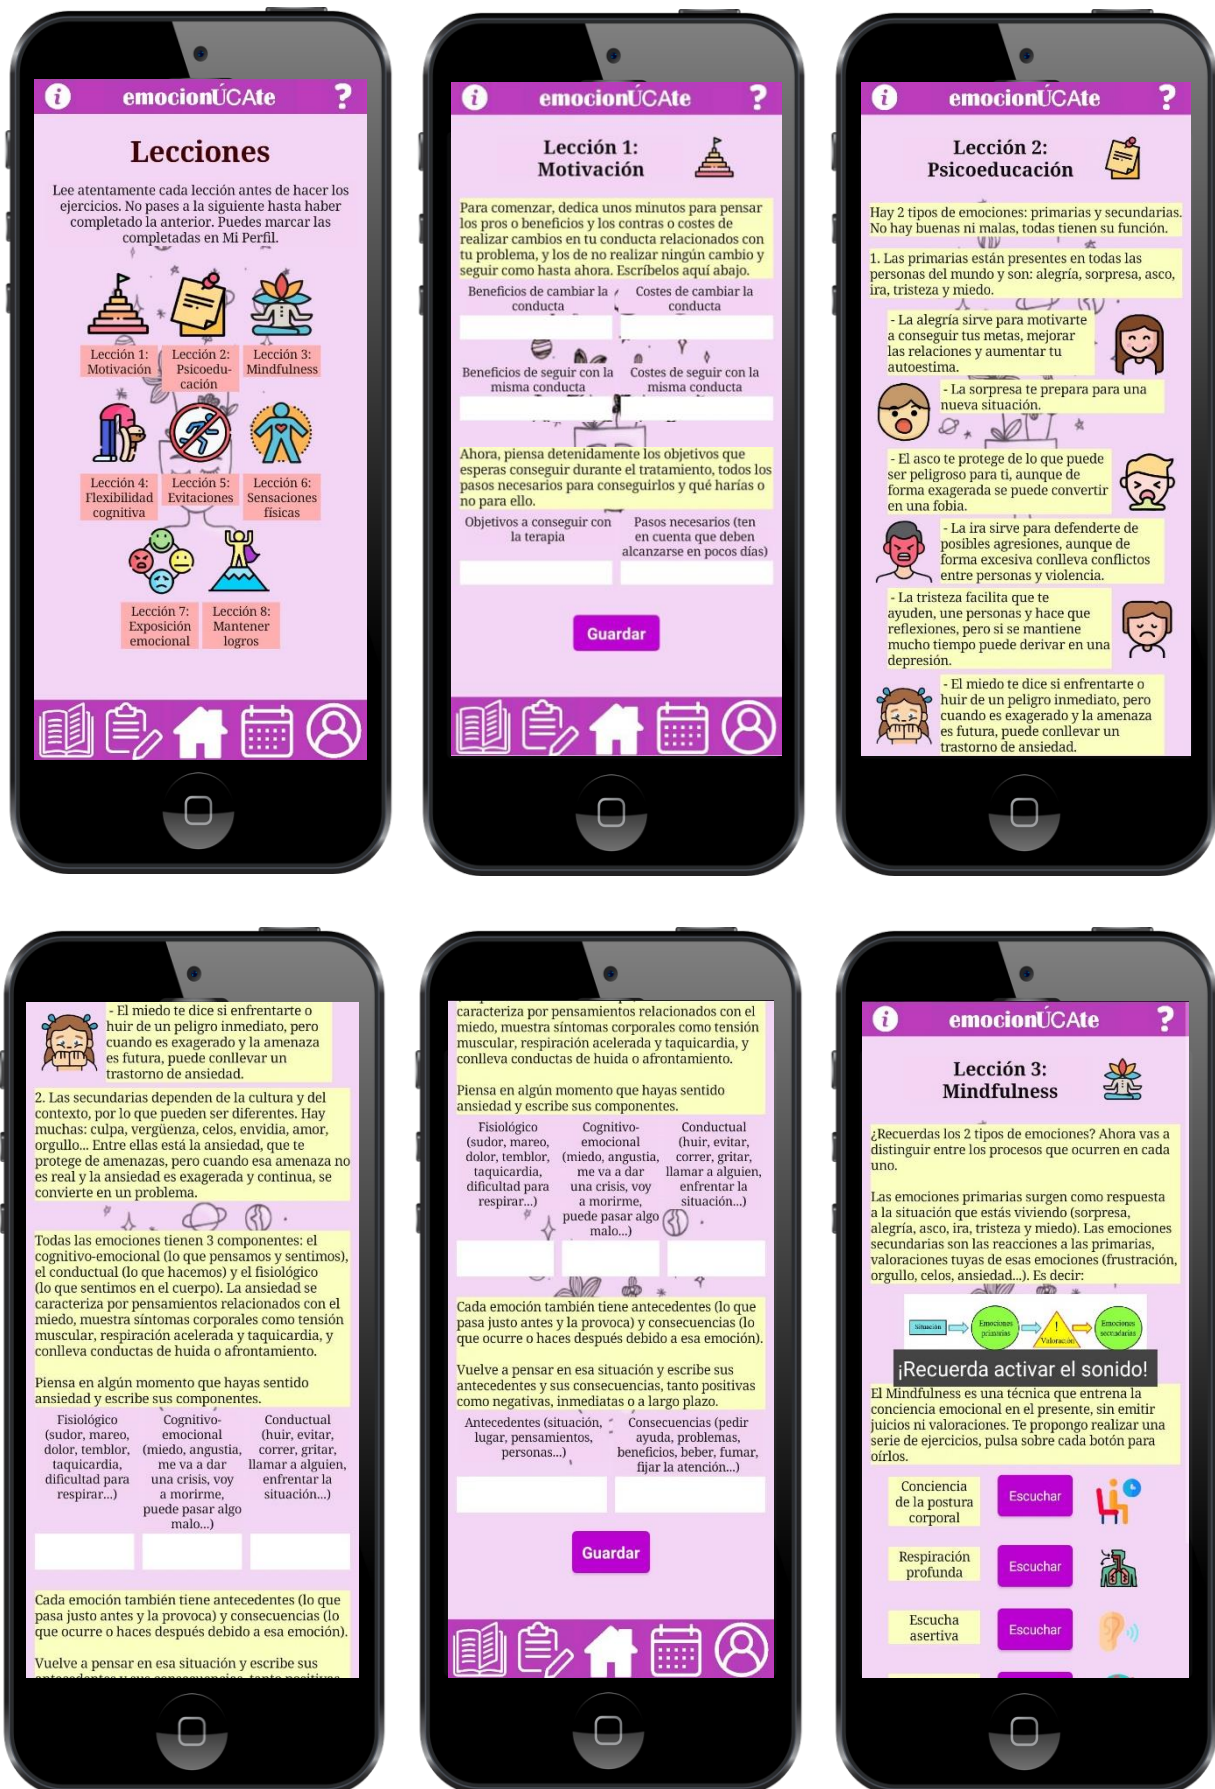 emocionÚCAte
Lecciones
Lee atentamente cada lección antes de hacer los
ejercicios. No pases a la siguiente hasta haber
completado la anterior. Puedes marcar las
completadas en Mi Perfil.
Lección 1:
Motivación
Lección 2:
Psicoedu-
cación
Lección 3:
Mindfulness
Lección 4:
Flexibilidad
cognitiva
Lección 5:
Evitaciones
Lección 6:
Sensaciones
físicas
Lección 7:
Exposición
emocional
Lección 8:
Mantener
logros
emocionÚCAte
Lección 1:
Motivación
Para comenzar, dedica unos minutos para pensar
los pro o beneficios y los contra o costes de
realizar cambios en tu conducta relacionados con
tu problema, y los de no realizar ningún cambio y
seguir como hasta ahora. Escríbelos aquí abajo.
Beneficios de cambiar la
conducta
Costes de cambiar la
conducta
Beneficios de seguir con la
misma conducta
Costes de seguir con la
misma conducta
Ahora, piensa detenidamente los objetivos que
esperas conseguir durante el tratamiento, todos los
pasos necesarios para conseguirlos y qué harías o
no para ello.
Objetivos a conseguir con
la terapia
Pasos necesarios (ten
en cuenta que deben
alcanzarse en pocos días)
Guardar
emocionÚCAte
Lección 2:
Psicoeducación
Hay 2 tipos de emociones: primarias y secundarias.
No hay buenas ni malas, todas tienen su función.
1. Las primarias están presentes en todas las
personas del mundo y son: alegría, sorpresa, asco,
ira, tristeza y miedo.
- La alegría sirve para motivarte
a conseguir tus metas, mejorar
las relaciones y aumentar tu
autoestima.
- La sorpresa te prepara para una
nueva situación.
- El asco te protege de lo que puede
ser peligroso para ti, aunque de
forma exagerada se puede convertir
en una fobia.
- La ira sirve para defenderte de
posibles agresiones, aunque de
forma excesiva conlleva conflictos
entre personas y violencia.
- La tristeza facilita que te
ayuden, une personas y hace que
reflexiones, pero si se mantiene
mucho tiempo puede derivar en una
depresión.
- El miedo te dice si enfrentarte o
huir de un peligro inmediato, pero
cuando es exagerado y la amenaza
es futura, puede conllevar un
trastorno de ansiedad.
- El miedo te dice si enfrentarte o
huir de un peligro inmediato, pero
cuando es exagerado y la amenaza
es futura, puede conllevar un
trastorno de ansiedad.
2. Las secundarias dependen de la cultura y del
contexto, por lo que pueden ser diferentes. Hay
muchas: culpa, vergüenza, celos, envidia, amor,
orgullo... Entre ellas está la ansiedad, que te
protege de amenazas, pero cuando esa amenaza no
es real y la ansiedad es exagerada y continua, se
convierte en un problema.
Todas las emociones tienen 3 componentes: el
cognitivo-emocional (lo que pensamos y sentimos),
el conductual (lo que hacemos) y el fisiológico
(lo que sentimos en el cuerpo). La ansiedad se
caracteriza por pensamientos relacionados con el
miedo, muestra síntomas corporales como tensión
muscular, respiración acelerada y taquicardia, y
conlleva conductas de huida o afrontamiento.
Piensa en algún momento que hayas sentido
ansiedad y escribe sus componentes.
Fisiológico
(sudor, mareo,
dolor, temblor,
taquicardia,
dificultad para
respirar...)
Cognitivo-
emocional
(miedo, angustia,
me va a dar
una crisis, voy
a morirme,
puede pasar algo
malo...)
Conductual
(huir, evitar,
correr, gritar,
llamar a alguien,
enfrentar la
situación...)
Cada emoción también tiene antecedentes (lo que
pasa justo antes y la provoca) y consecuencias (lo
que ocurre o haces después debido a esa emoción).
Vuelve a pensar en esa situación y escribe sus
antecedentes y sus consecuencias, tanto positivas
caracteriza por pensamientos relacionados con el
miedo, muestra síntomas corporales como tensión
muscular, respiración acelerada y taquicardia, y
conlleva conductas de huida o afrontamiento.
Piensa en algún momento que hayas sentido
ansiedad y escribe sus componentes.
Fisiológico
(sudor, mareo,
dolor, temblor,
taquicardia,
dificultad para
respirar...)
Cognitivo-
emocional
(miedo, angustia,
me va a dar
una crisis, voy
a morirme,
puede pasar algo
malo...)
Conductual
(huir, evitar,
correr, gritar,
llamar a alguien,
enfrentar la
situación...)
Cada emoción también tiene antecedentes (lo que
pasa justo antes y la provoca) y consecuencias (lo
que ocurre o haces después debido a esa emoción).
Vuelve a pensar en esa situación y escribe sus
antecedentes y sus consecuencias, tanto positivas
como negativas, inmediatas o a largo plazo.
Antecedentes (situación,
lugar, pensamientos,
personas...)
Consecuencias (pedir
ayuda, problemas,
beneficios, beber, fumar,
fijar la atención...)
Guardar
emocionÚCAte
Lección 3:
Mindfulness
¿Recuerdas los 2 tipos de emociones? Ahora vas a
distinguir entre los procesos que ocurren en cada
uno.
Las emociones primarias surgen como respuesta
a la situación que estás viviendo (sorpresa,
alegría, asco, ira, tristeza y miedo). Las emociones
secundarias son las reacciones a las primarias,
valoraciones tuyas de esas emociones (frustración,
orgullo, celos, ansiedad...). Es decir:
Situación
Emociones
primarias
!
Valoración
Emociones
secundarias
¡Recuerda activar el sonido!
El Mindfulness es una técnica que entrena la
conciencia emocional en el presente, sin emitir
juicios ni valoraciones. Te propongo realizar una
serie de ejercicios, pulsa sobre cada botón para
oírlos.
Conciencia
de la postura
corporal
Escuchar
Respiración
profunda
Escuchar
Escucha
asertiva
Escuchar